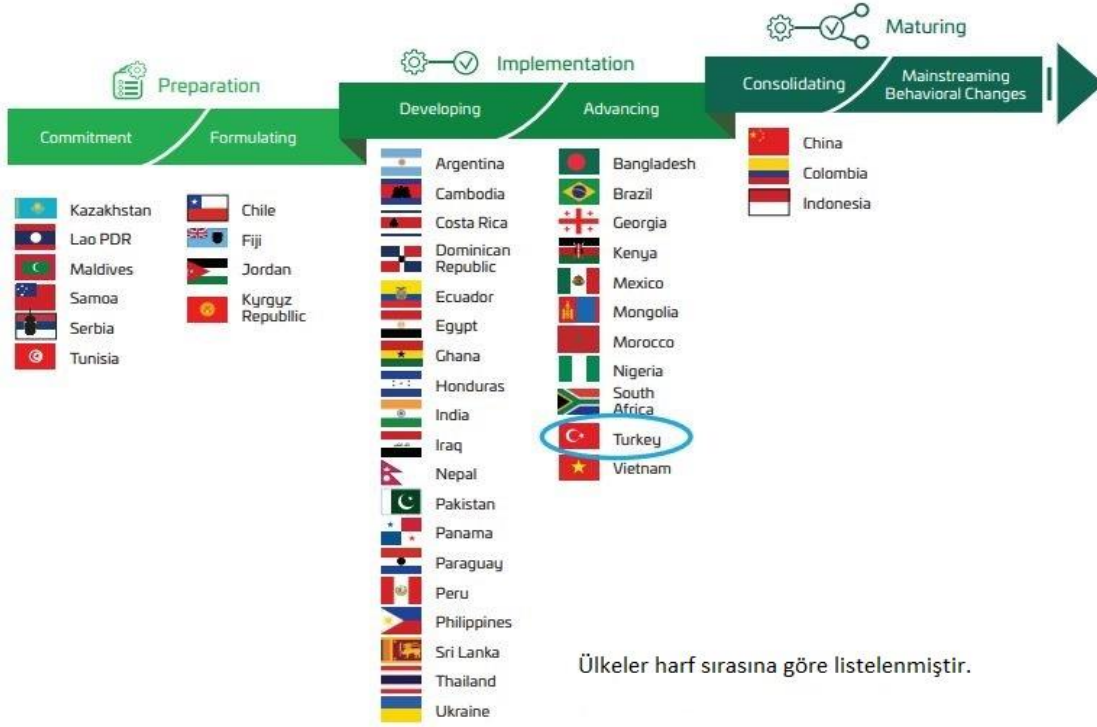 Preparation
Implementation
Maturing
Commitment
Formulating
Developing
Advancing
Consolidating
Mainstreaming
Behavioral Changes
Kazakhstan
Lao PDR
Maldives
Samoa
Serbia
Tunisia
Chile
Fiji
Jordan
Kyrgyz
Republlic
Argentina
Cambodia
Costa Rica
Dominican
Republic
Ecuador
Egypt
Ghana
Honduras
India
Iraq
Nepal
Pakistan
Panama
Paraguay
Peru
Philippines
Sri Lanka
Thailand
Ukraine
Bangladesh
Brazil
Georgia
Kenya
Mexico
Mongolia
Morocco
Nigeria
South
Africa
Turkey
Vietnam
China
Colombia
Indonesia
Ülkeler harf sırasına göre listelenmiştir.